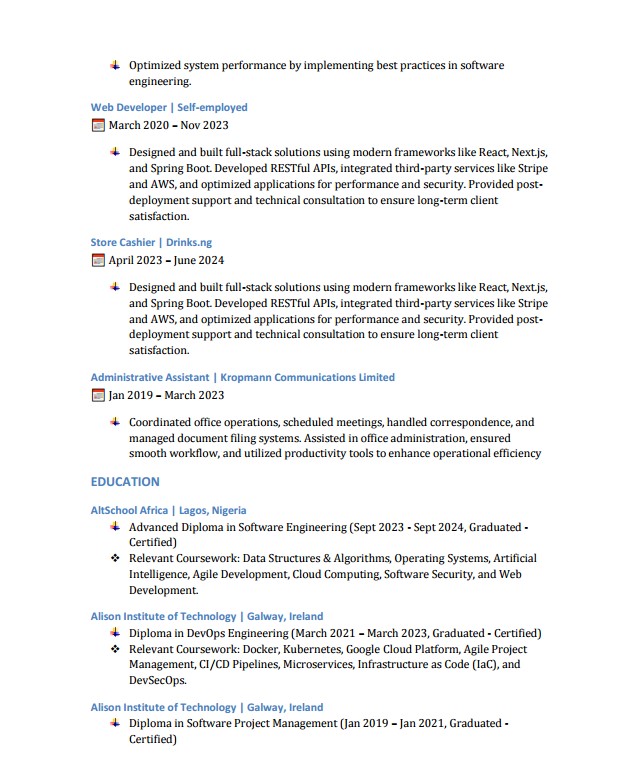 Optimized system performance by implementing best practices in software
engineering.
Web Developer | Self-employed
March 2020 – Nov 2023
Designed and built full-stack solutions using modern frameworks like React, Next.js,
and Spring Boot. Developed RESTful APIs, integrated third-party services like Stripe
and AWS, and optimized applications for performance and security. Provided post-
deployment support and technical consultation to ensure long-term client
satisfaction.
Store Cashier | Drinks.ng
April 2023 – June 2024
Designed and built full-stack solutions using modern frameworks like React, Next.js,
and Spring Boot. Developed RESTful APIs, integrated third-party services like Stripe
and AWS, and optimized applications for performance and security. Provided post-
deployment support and technical consultation to ensure long-term client
satisfaction.
Administrative Assistant | Kropmann Communications Limited
Jan 2019 – March 2023
Coordinated office operations, scheduled meetings, handled correspondence, and
managed document filing systems. Assisted in office administration, ensured
smooth workflow, and utilized productivity tools to enhance operational efficiency
EDUCATION
AltSchool Africa | Lagos, Nigeria
Advanced Diploma in Software Engineering (Sept 2023 - Sept 2024, Graduated -
Certified)
❖ Relevant Coursework: Data Structures & Algorithms, Operating Systems, Artificial
Intelligence, Agile Development, Cloud Computing, Software Security, and Web
Development.
Alison Institute of Technology | Galway, Ireland
Diploma in DevOps Engineering (March 2021 – March 2023, Graduated - Certified)
❖ Relevant Coursework: Docker, Kubernetes, Google Cloud Platform, Agile Project
Management, CI/CD Pipelines, Microservices, Infrastructure as Code (IaC), and
DevSecOps.
Alison Institute of Technology | Galway, Ireland
Diploma in Software Project Management (Jan 2019 – Jan 2021, Graduated -
Certified)